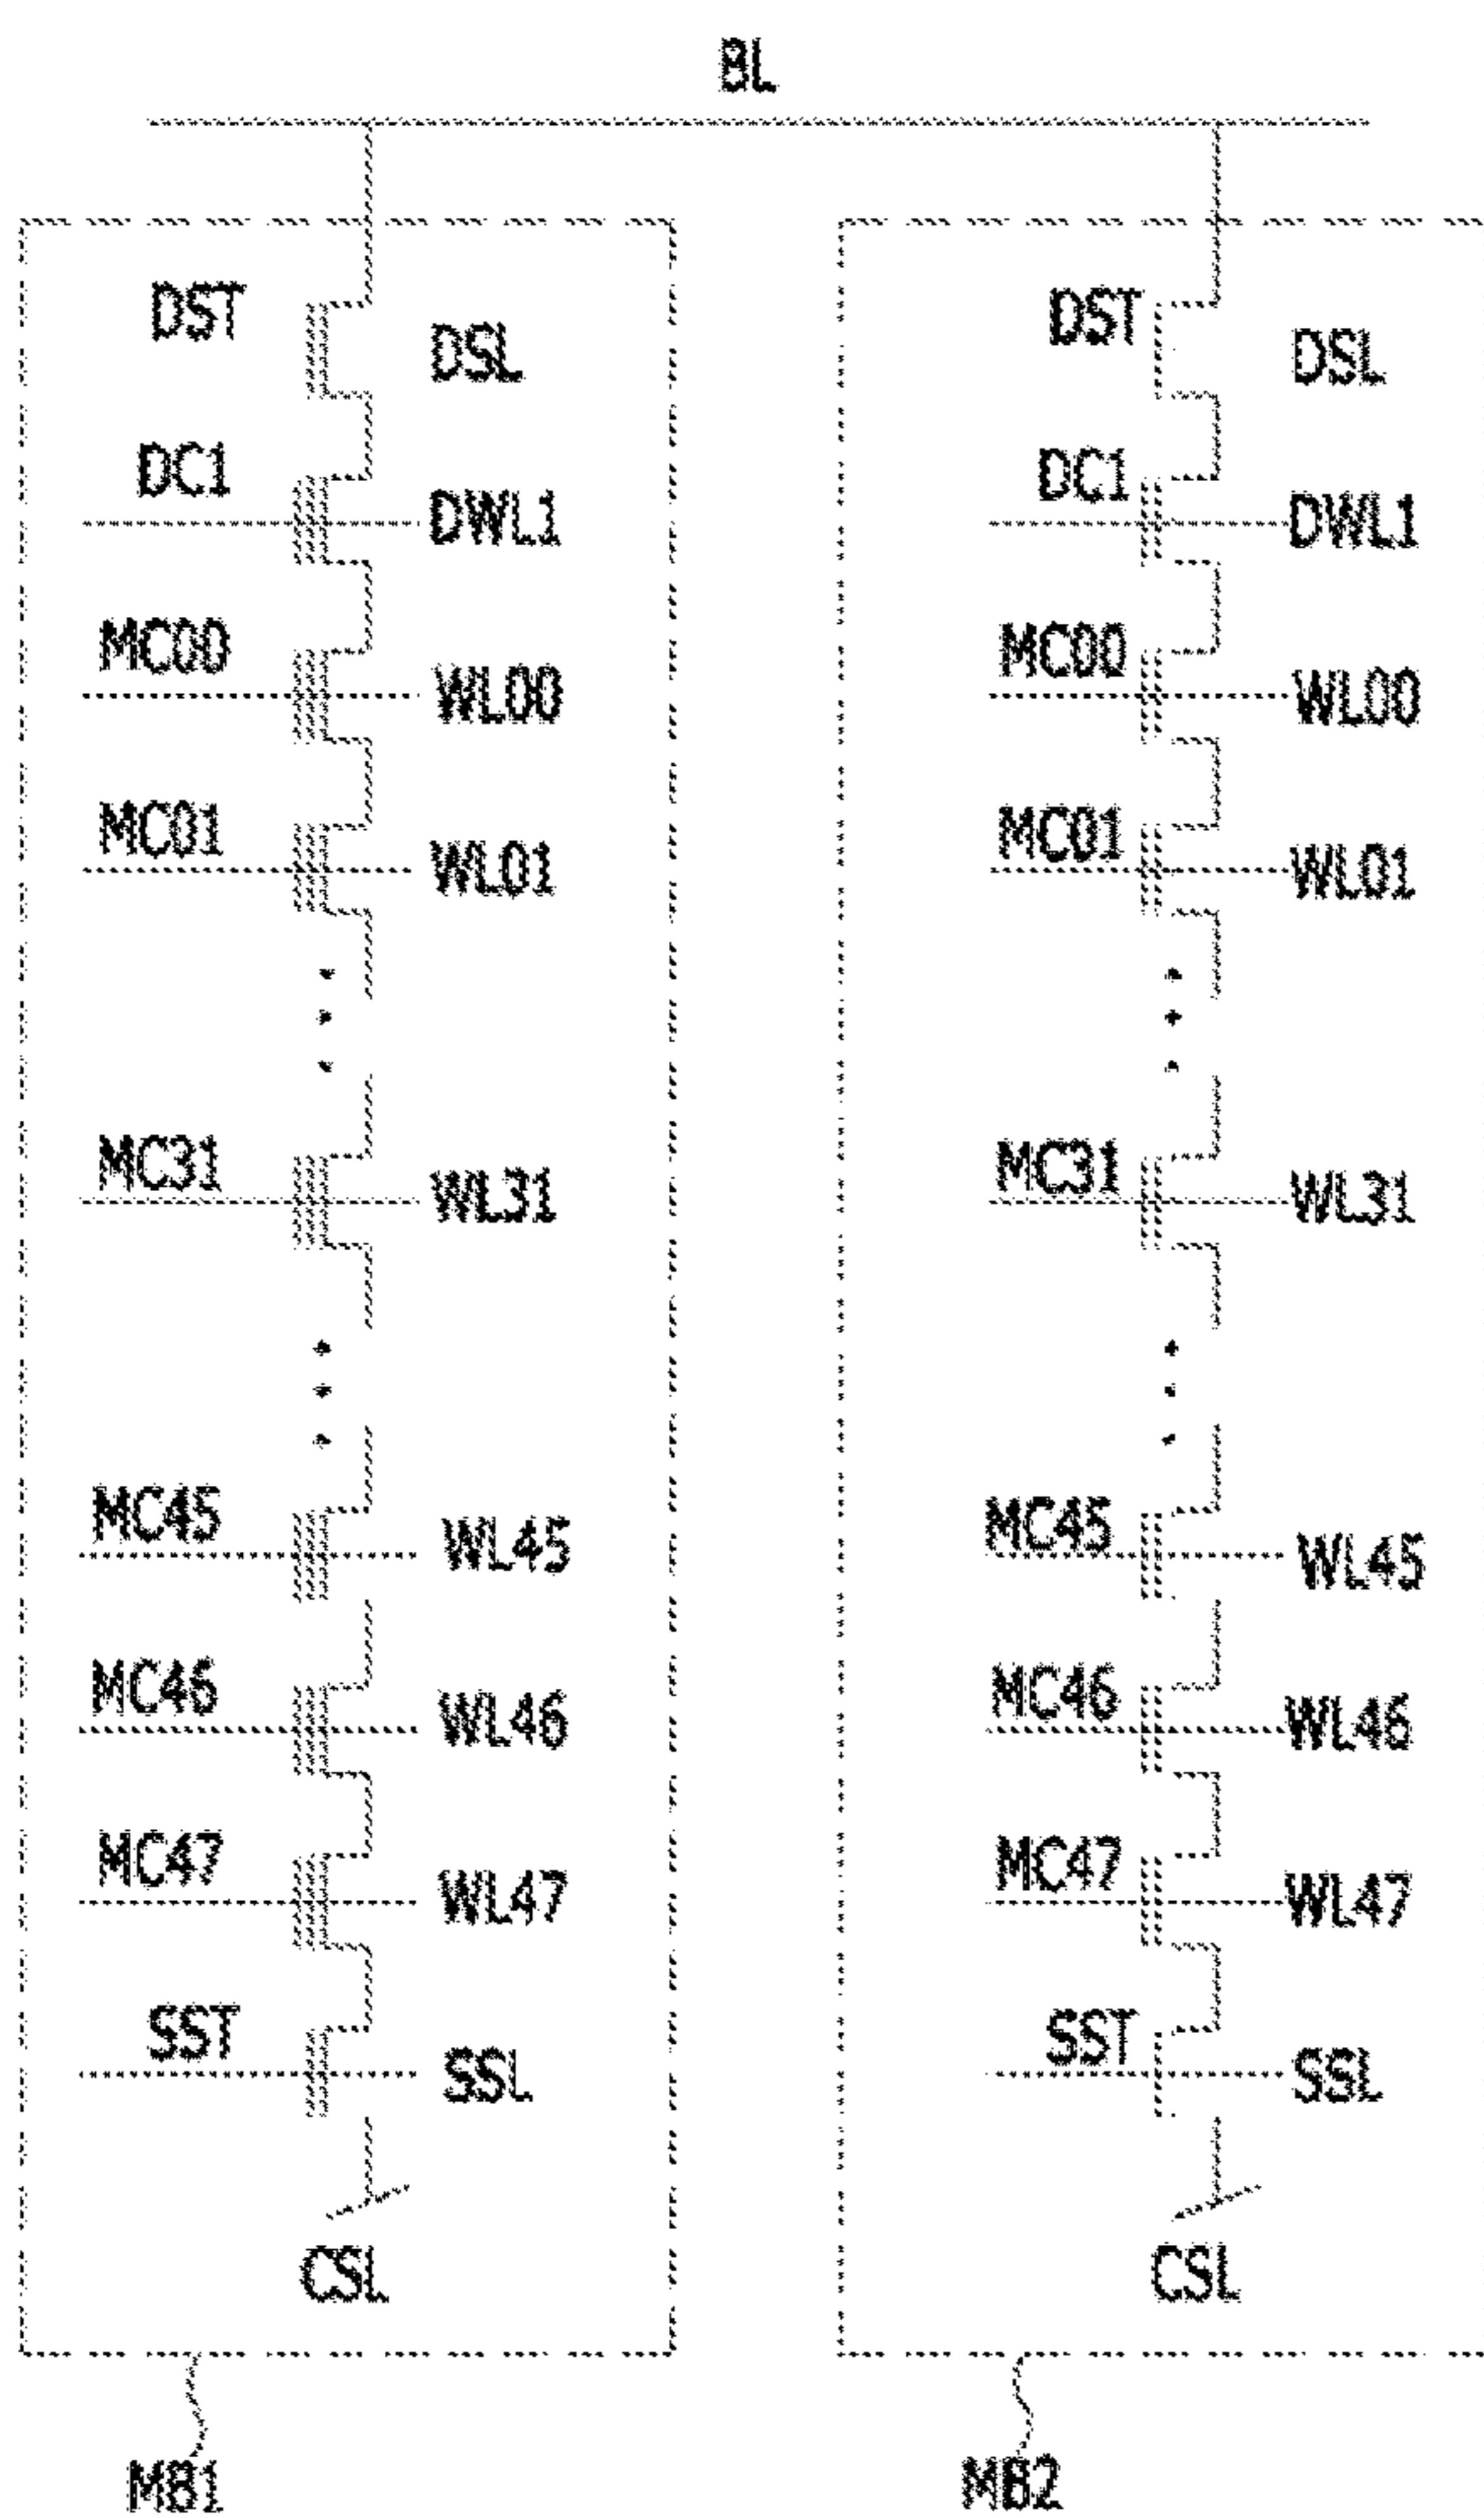 BL
DST DSL DST DSL
DC1 DWL1 DC1 DWL1
MC00 WL00 MC00 WL00
MC01 WL01 MC01 WL01
MC31 WL31 MC31 WL31
MC45 WL45 MC45 WL45
MC46 WL46 MC46 WL46
MC47 WL47 MC47 WL47
SST SSL SST SSL
CSL CSL
MB1 MB2